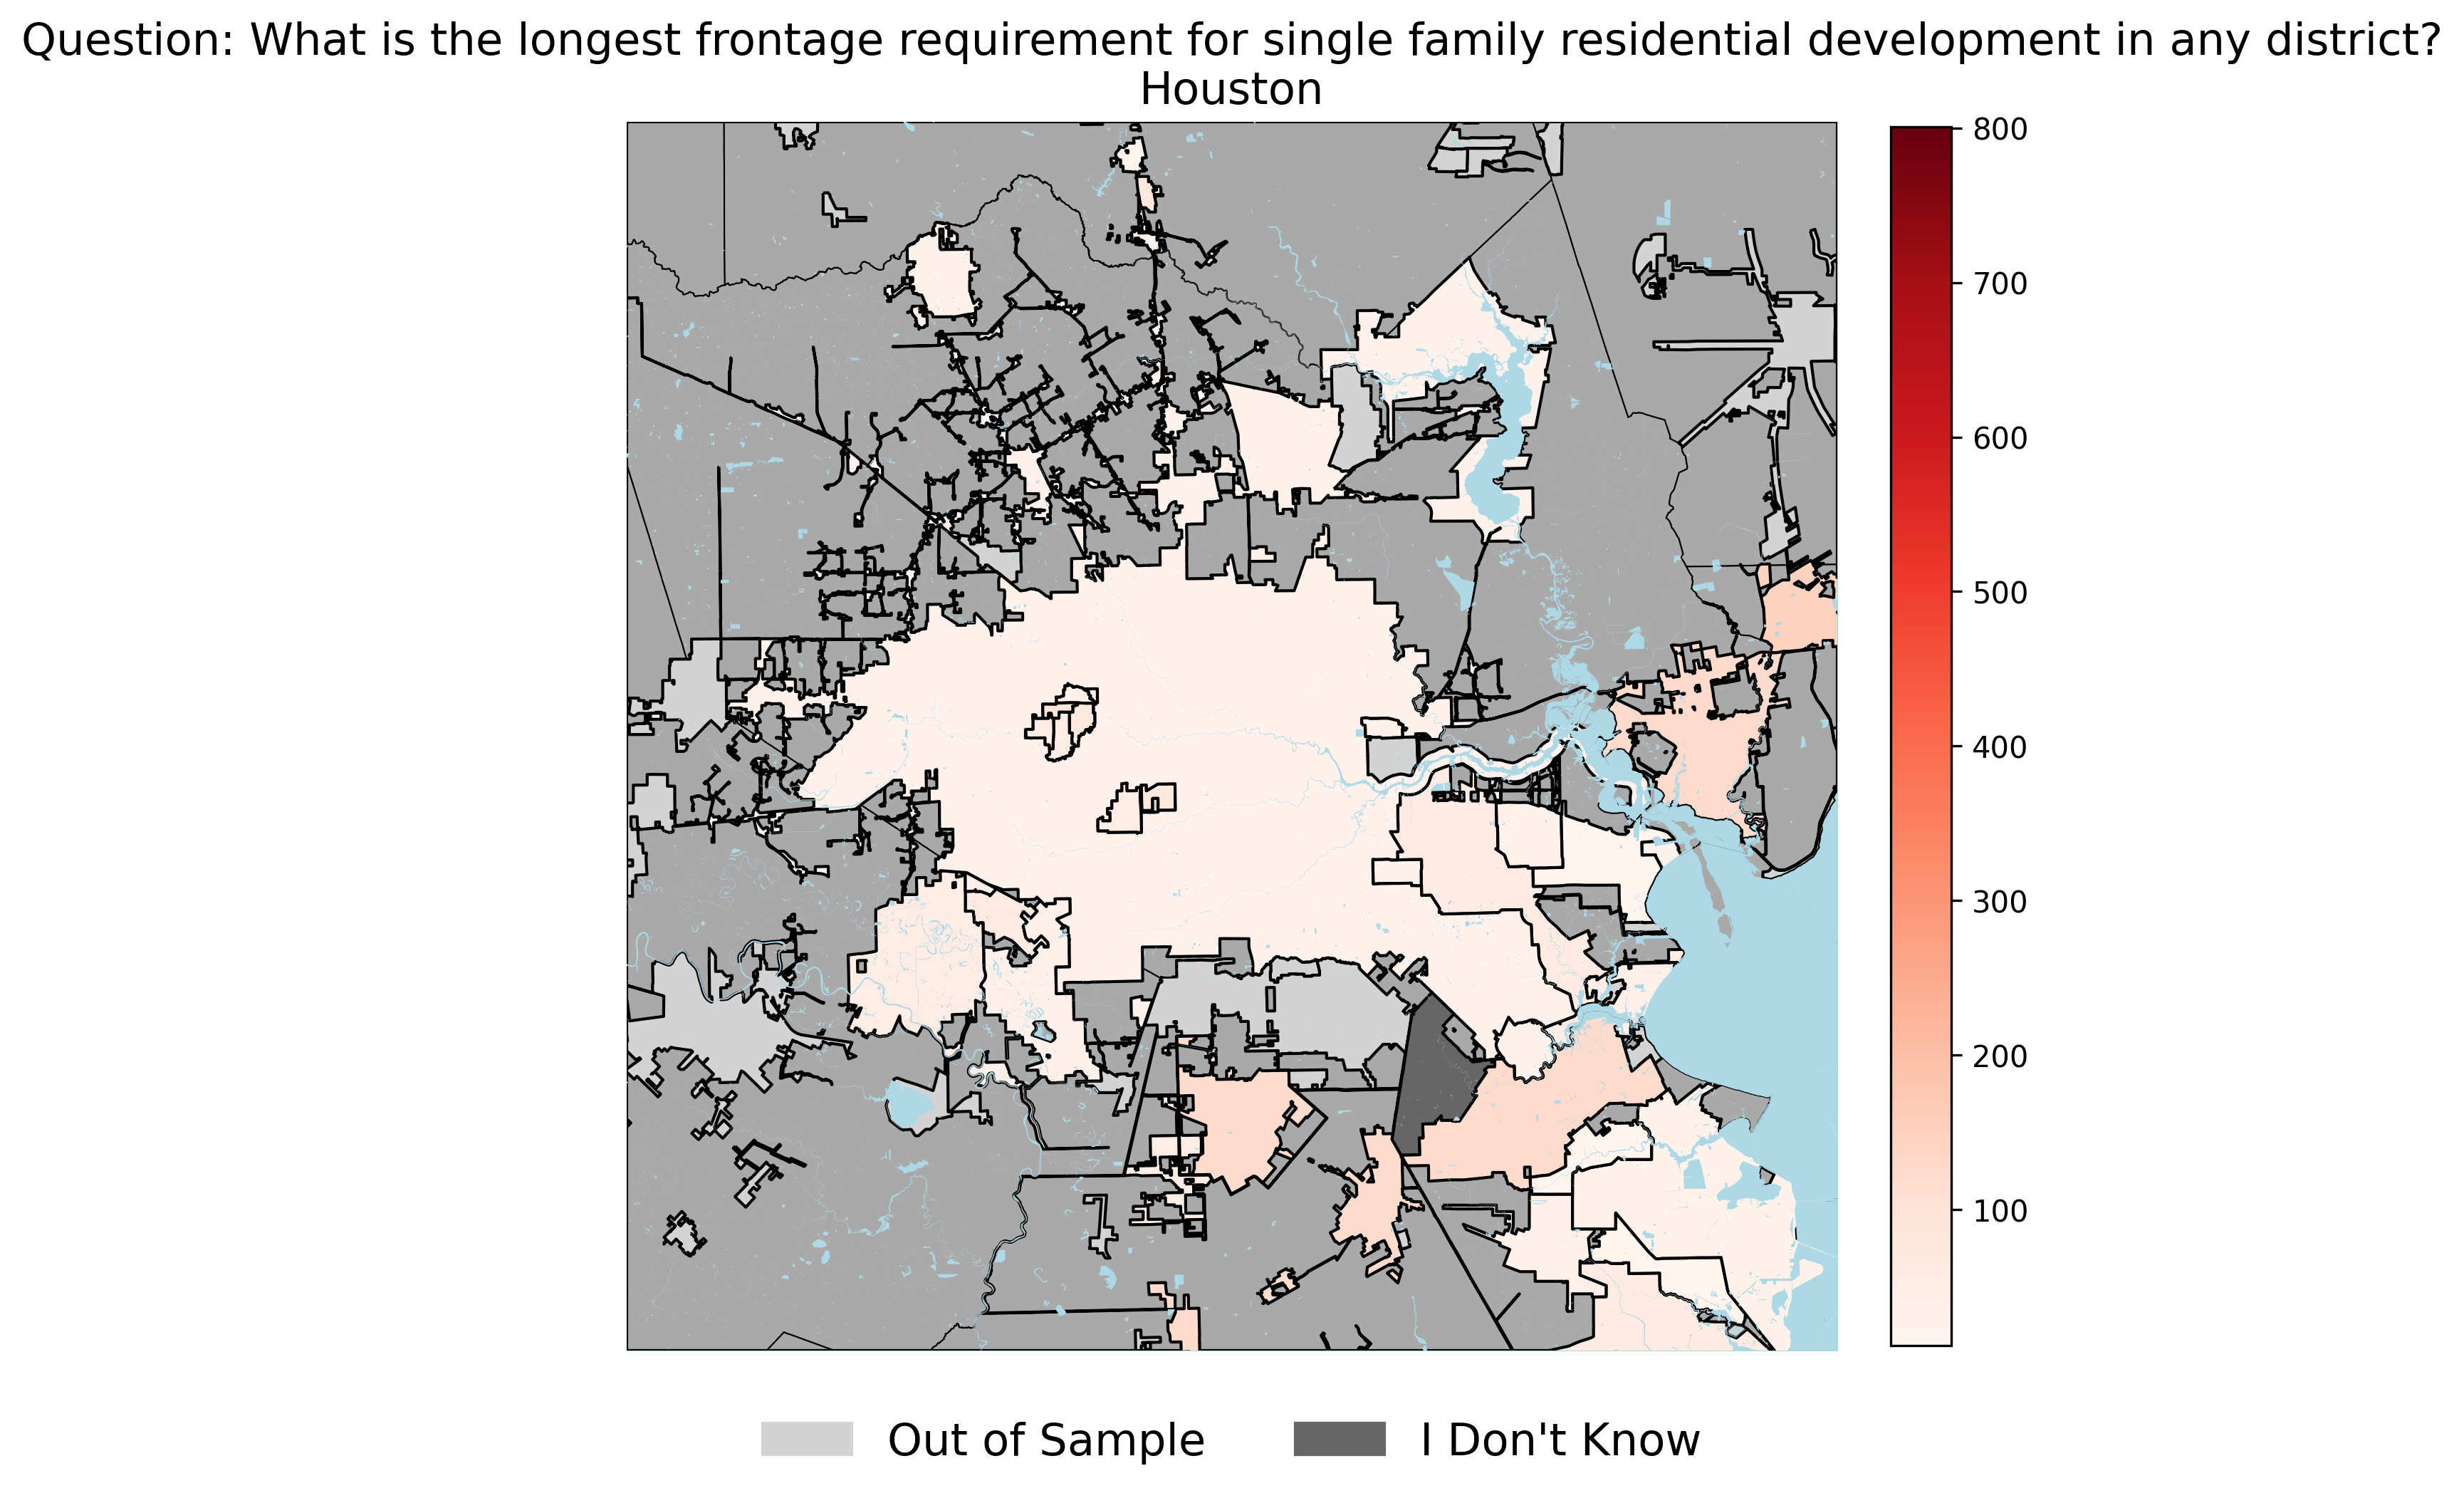 Question: What is the longest frontage requirement for single family residential development in any district?
Houston
800
700
600
500
400
300
200
100
Out of Sample
I Don't Know